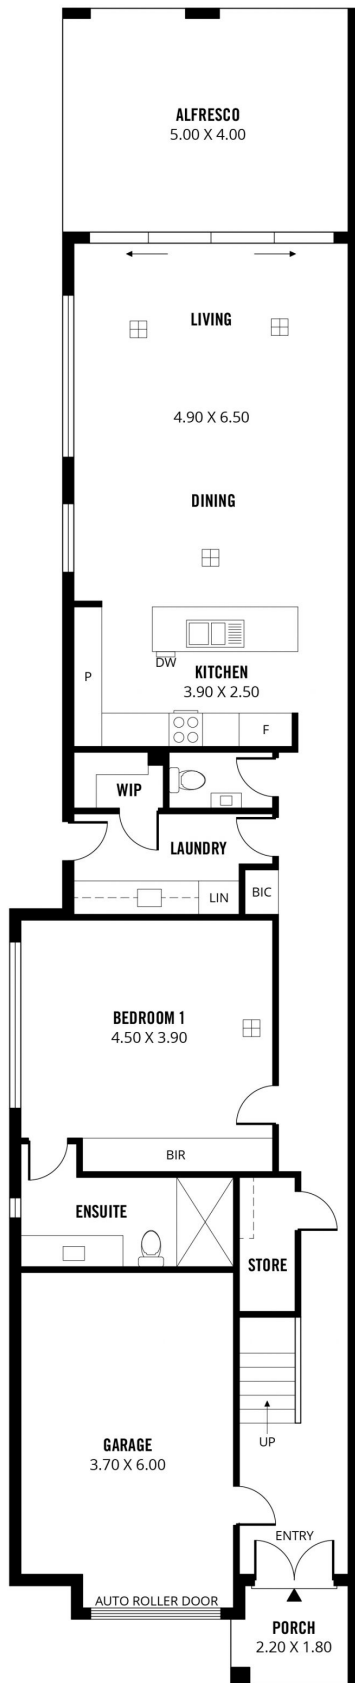 ALFRESCO
5.00 X 4.00
LIVING
4.90 X 6.50
DINING
DW
KITCHEN
3.90 X 2.50
P
F
WIP
LAUNDRY
LIN
BIC
BEDROOM 1
4.50 X 3.90
BIR
ENSUITE
STORE
UP
GARAGE
3.70 X 6.00
ENTRY
AUTO ROLLER DOOR
PORCH
2.20 X 1.80